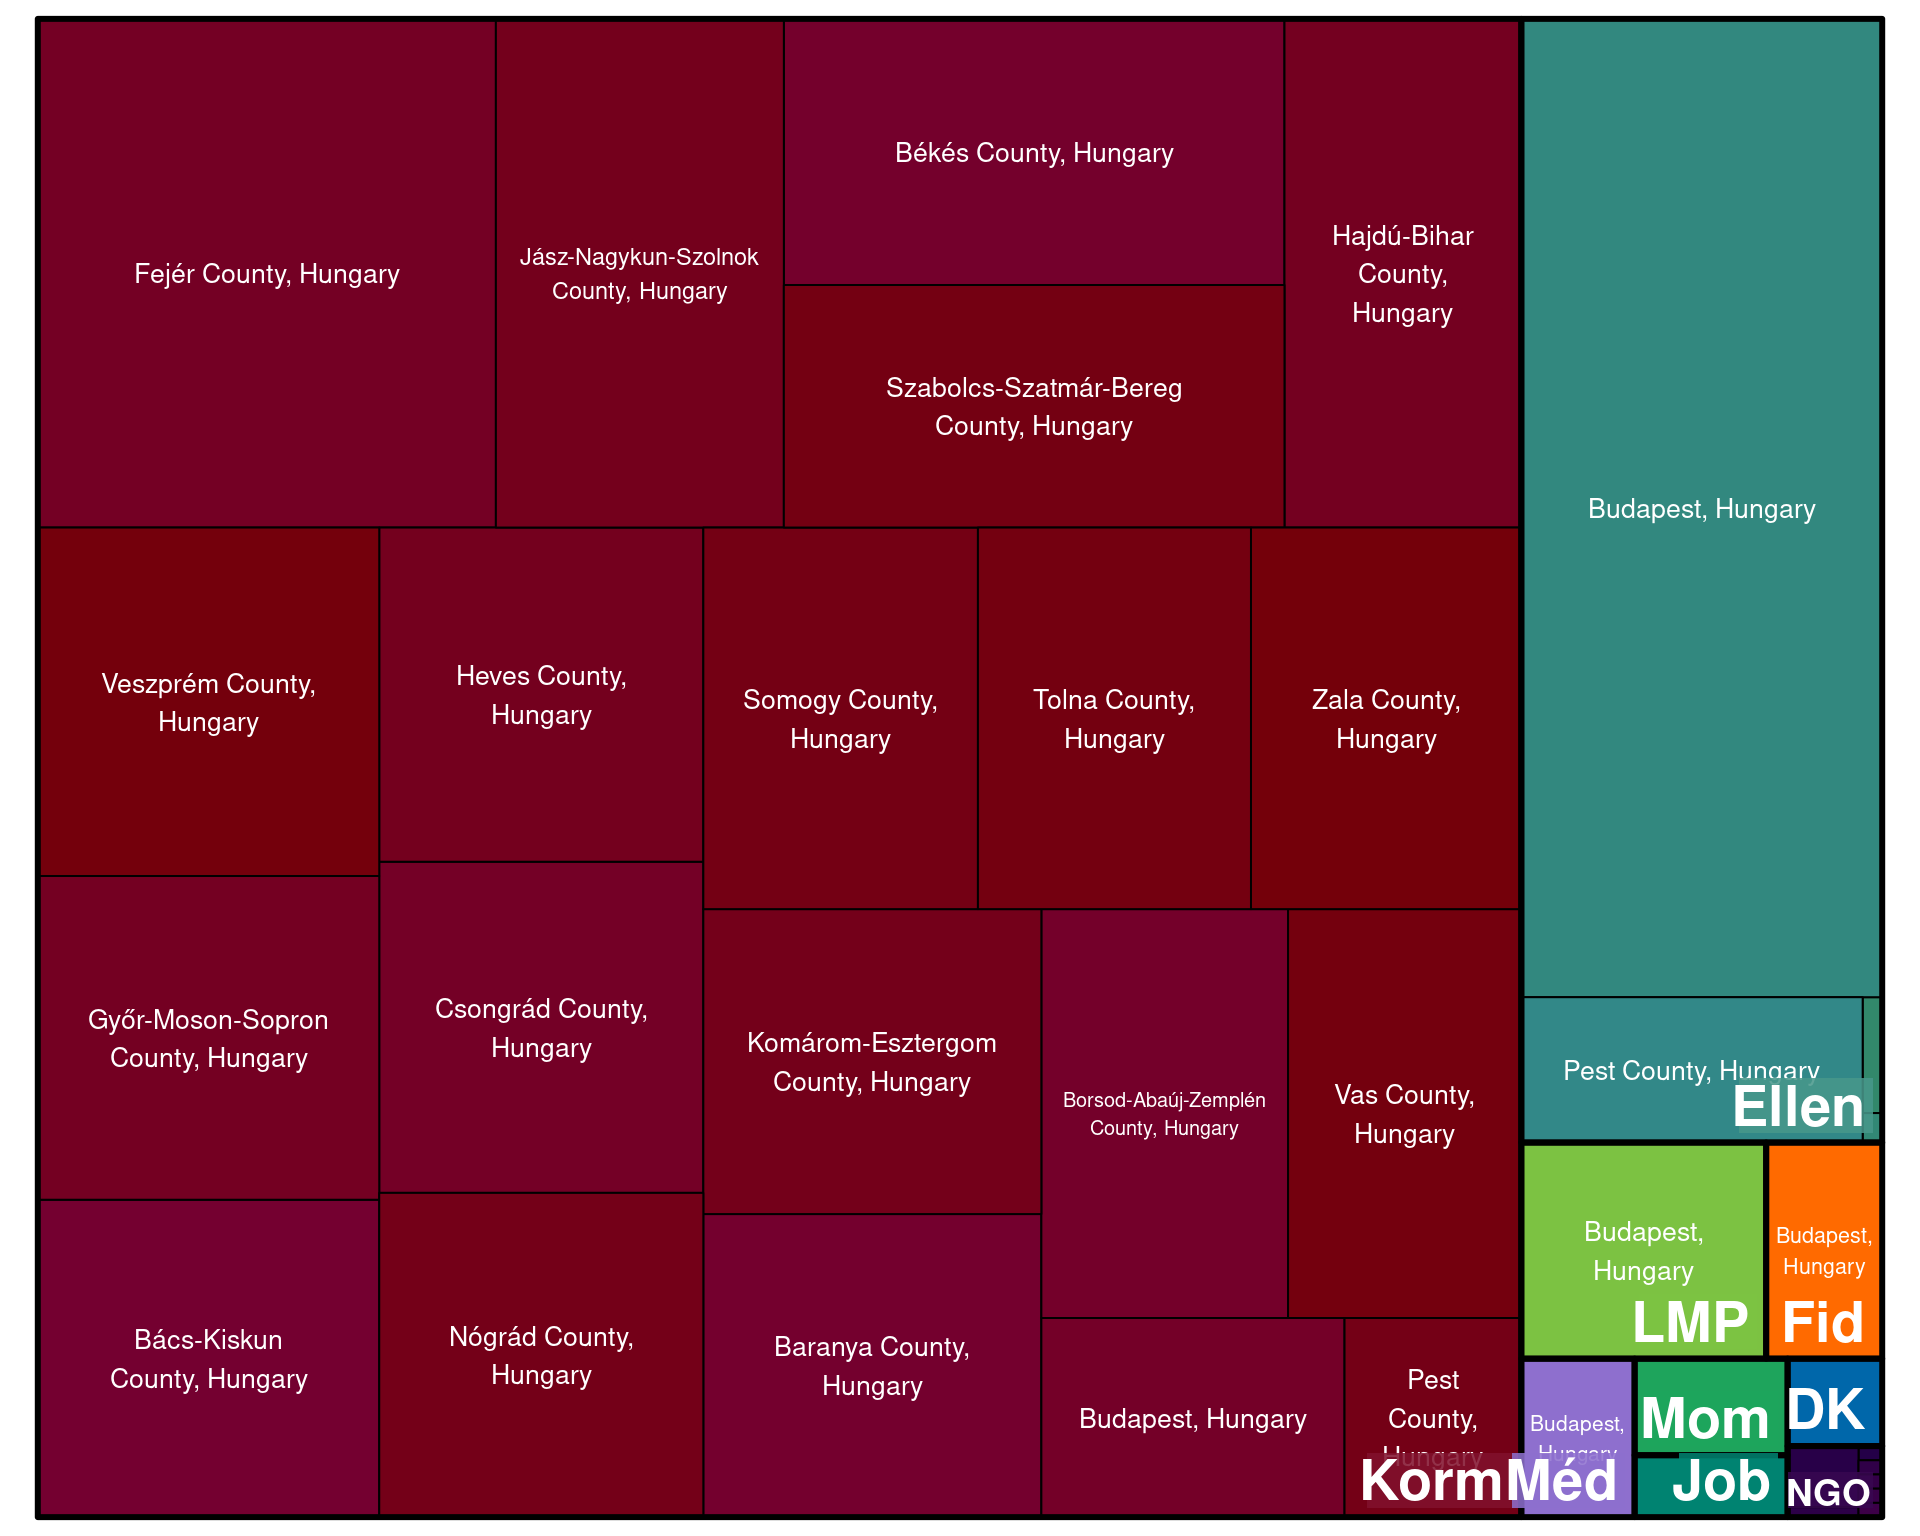 Fejér County, Hungary
Jász-Nagykun-Szolnok
County, Hungary
Békés County, Hungary
Szabolcs-Szatmár-Bereg
County, Hungary
Hajdú-Bihar
County,
Hungary
Veszprém County,
Hungary
Heves County,
Hungary
Somogy County,
Hungary
Tolna County,
Hungary
Zala County,
Hungary
Győr-Moson-Sopron
County, Hungary
Csongrád County,
Hungary
Komárom-Esztergom
County, Hungary
Borsod-Abaúj-Zemplén
County, Hungary
Vas County,
Hungary
Bács-Kiskun
County, Hungary
Nógrád County,
Hungary
Baranya County,
Hungary
Budapest, Hungary
Pest
County,
Hungary
Korm
Budapest, Hungary
Pest County, Hungary
Ellen
Budapest,
Hungary
LMP
Budapest,
Hungary
Fid
Budapest,
Hungary
Méd
Mom
Job
DK
NGO